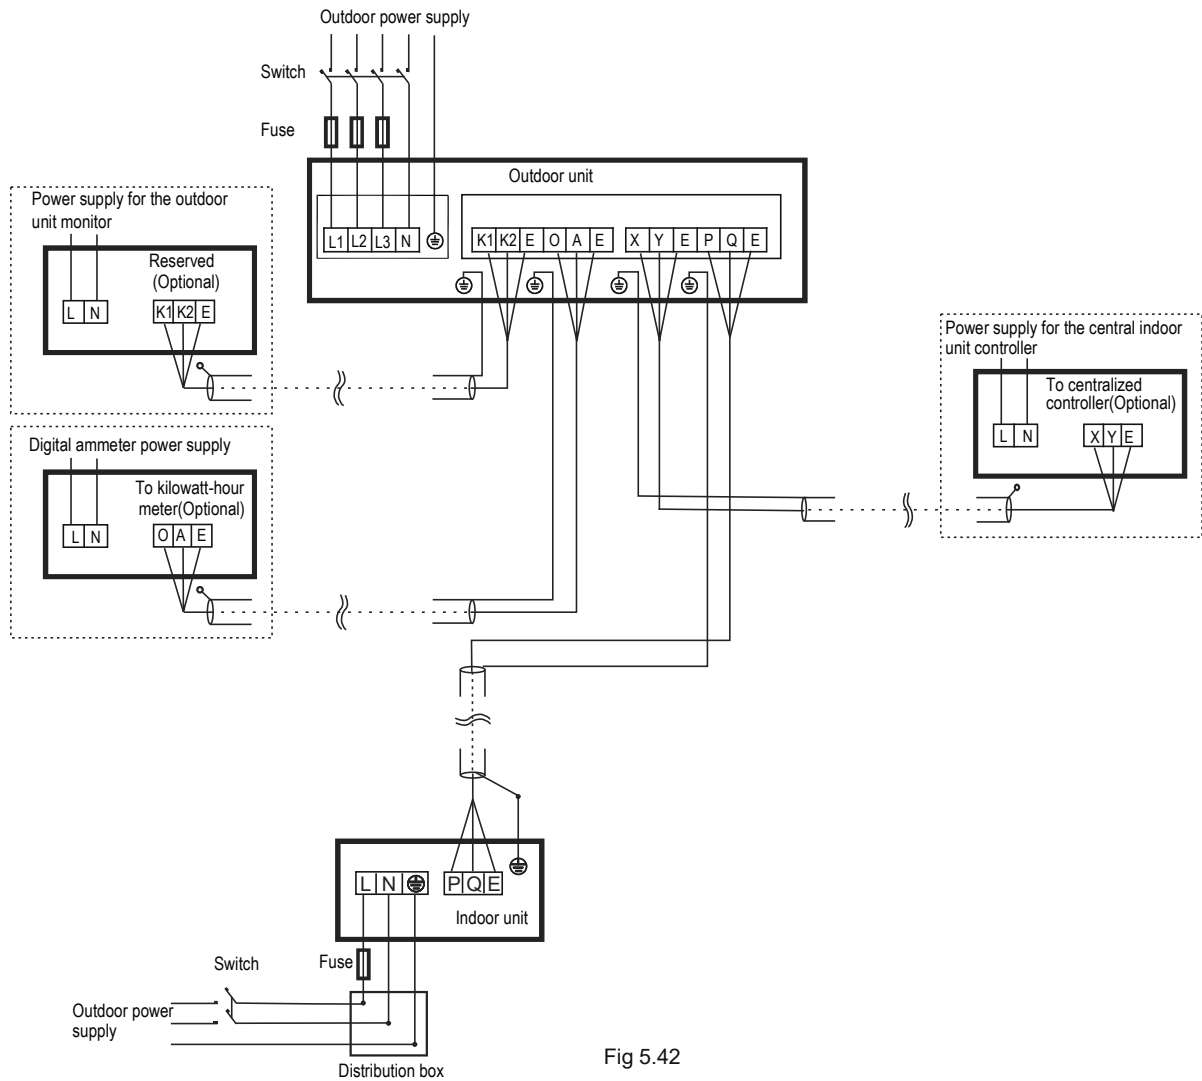 Outdoor power supply
Switch
Fuse
Outdoor unit
L1 L2 L3 N
K1 K2 E O A E X Y E P Q E
Power supply for the outdoor
unit monitor
Reserved
(Optional)
L N
K1 K2 E
Digital ammeter power supply
To kilowatt-hour
meter(Optional)
L N
O A E
Power supply for the central indoor
unit controller
To centralized
controller(Optional)
L N
X Y E
L N
P Q E
Indoor unit
Fuse
Switch
Outdoor power
supply
Distribution box
Fig 5.42